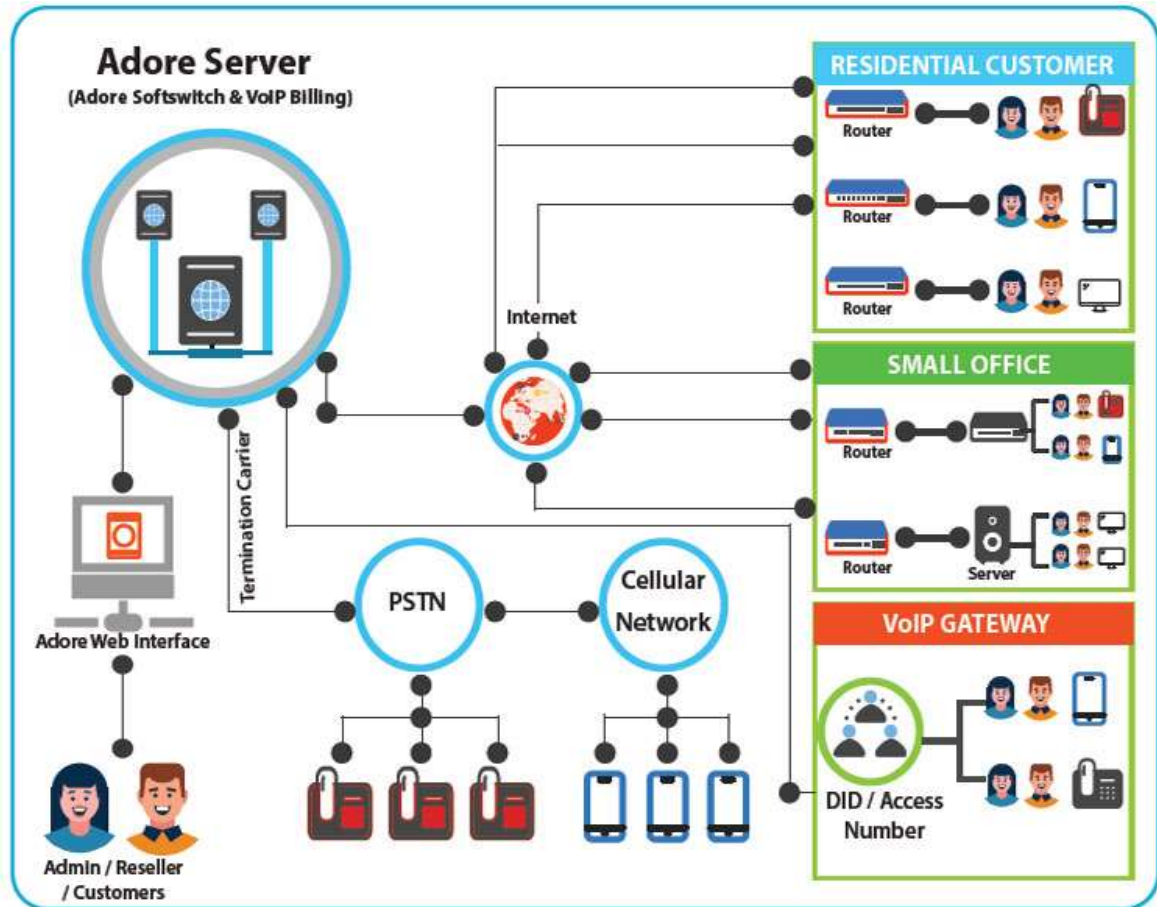 Adore Server
(Adore Softswitch & VoIP Billing)
Internet
Termination Carrier
PSTN
Cellular
Network
Adore Web Interface
Admin / Reseller
/ Customers
RESIDENTIAL CUSTOMER
Router
Router
Router
SMALL OFFICE
Router
Router
Server
VoIP GATEWAY
DID / Access
Number